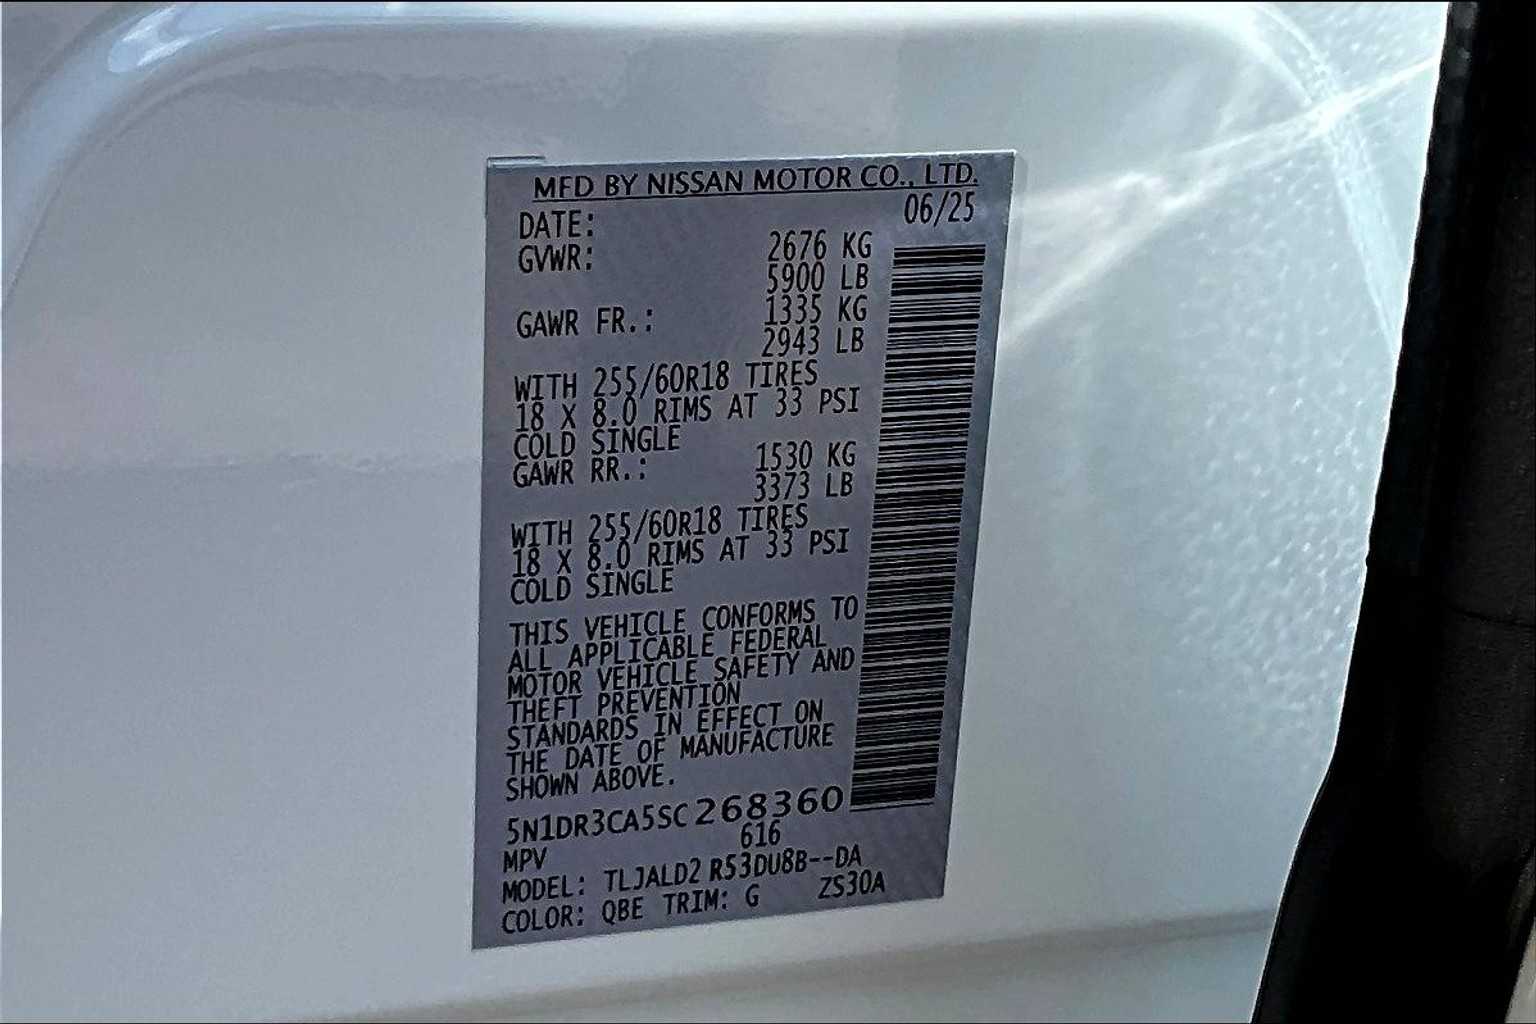 MFD BY NISSAN MOTOR CO., LTD.
DATE: 06/25
GVWR: 2676 KG
5900 LB
GAWR FR.: 1335 KG
2943 LB
WITH 255/60R18 TIRES
18 X 8.0 RIMS AT 33 PSI
COLD SINGLE
GAWR RR.: 1530 KG
3373 LB
WITH 255/60R18 TIRES
18 X 8.0 RIMS AT 33 PSI
COLD SINGLE
THIS VEHICLE CONFORMS TO
ALL APPLICABLE FEDERAL
MOTOR VEHICLE SAFETY AND
THEFT PREVENTION
STANDARDS IN EFFECT ON
THE DATE OF MANUFACTURE
SHOWN ABOVE.
5N1DR3CA5SC268360
MPV 616
MODEL: TLJALD2 R53DU8B--DA
COLOR: QBE TRIM: G ZS30A